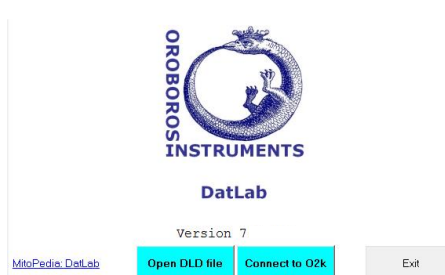 OROBOROS
INSTRUMENTS
DatLab
Version 7
MitoPedia: DatLab
Open DLD file
Connect to O2k
Exit